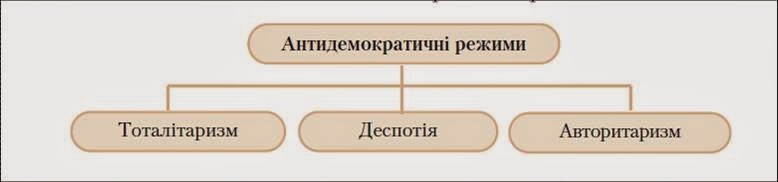 Антидемократичні режими
Тоталітаризм
Деспотія
Авторитаризм